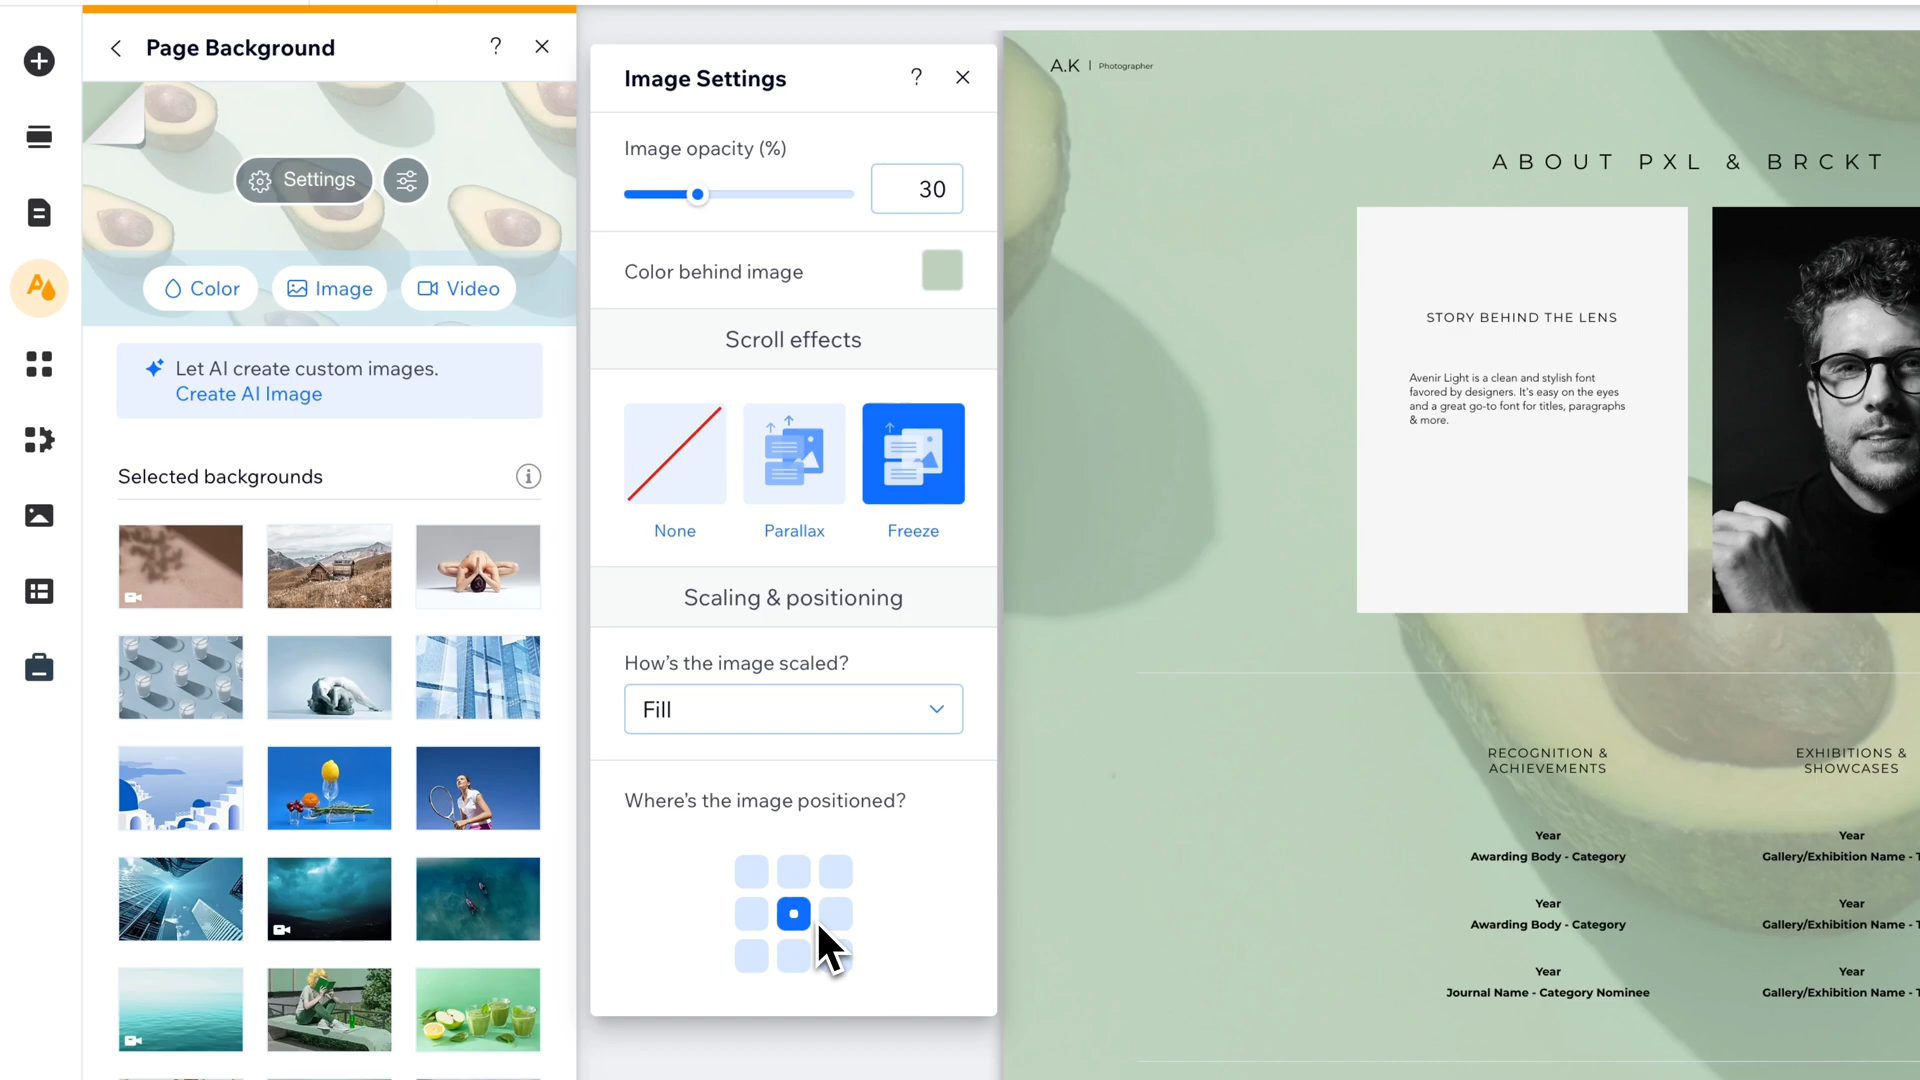 Page Background
?
Settings
Color
Image
Video
Let AI create custom images.
Create AI Image
Selected backgrounds
Image Settings
?
Image opacity (%)
30
Color behind image
Scroll effects
None
Parallax
Freeze
Scaling & positioning
How's the image scaled?
Fill
Where's the image positioned?
A.K | Photographer
ABOUT PXL & BRCKT
STORY BEHIND THE LENS
Avenir Light is a clean and stylish font
favored by designers. It's easy on the eyes
and a great go-to font for titles, paragraphs
& more.
RECOGNITION &
ACHIEVEMENTS
Year
Awarding Body - Category
Year
Awarding Body - Category
Year
Journal Name - Category Nominee
EXHIBITIONS &
SHOWCASES
Year
Gallery/Exhibition Name - T
Year
Gallery/Exhibition Name - T
Year
Gallery/Exhibition Name - T